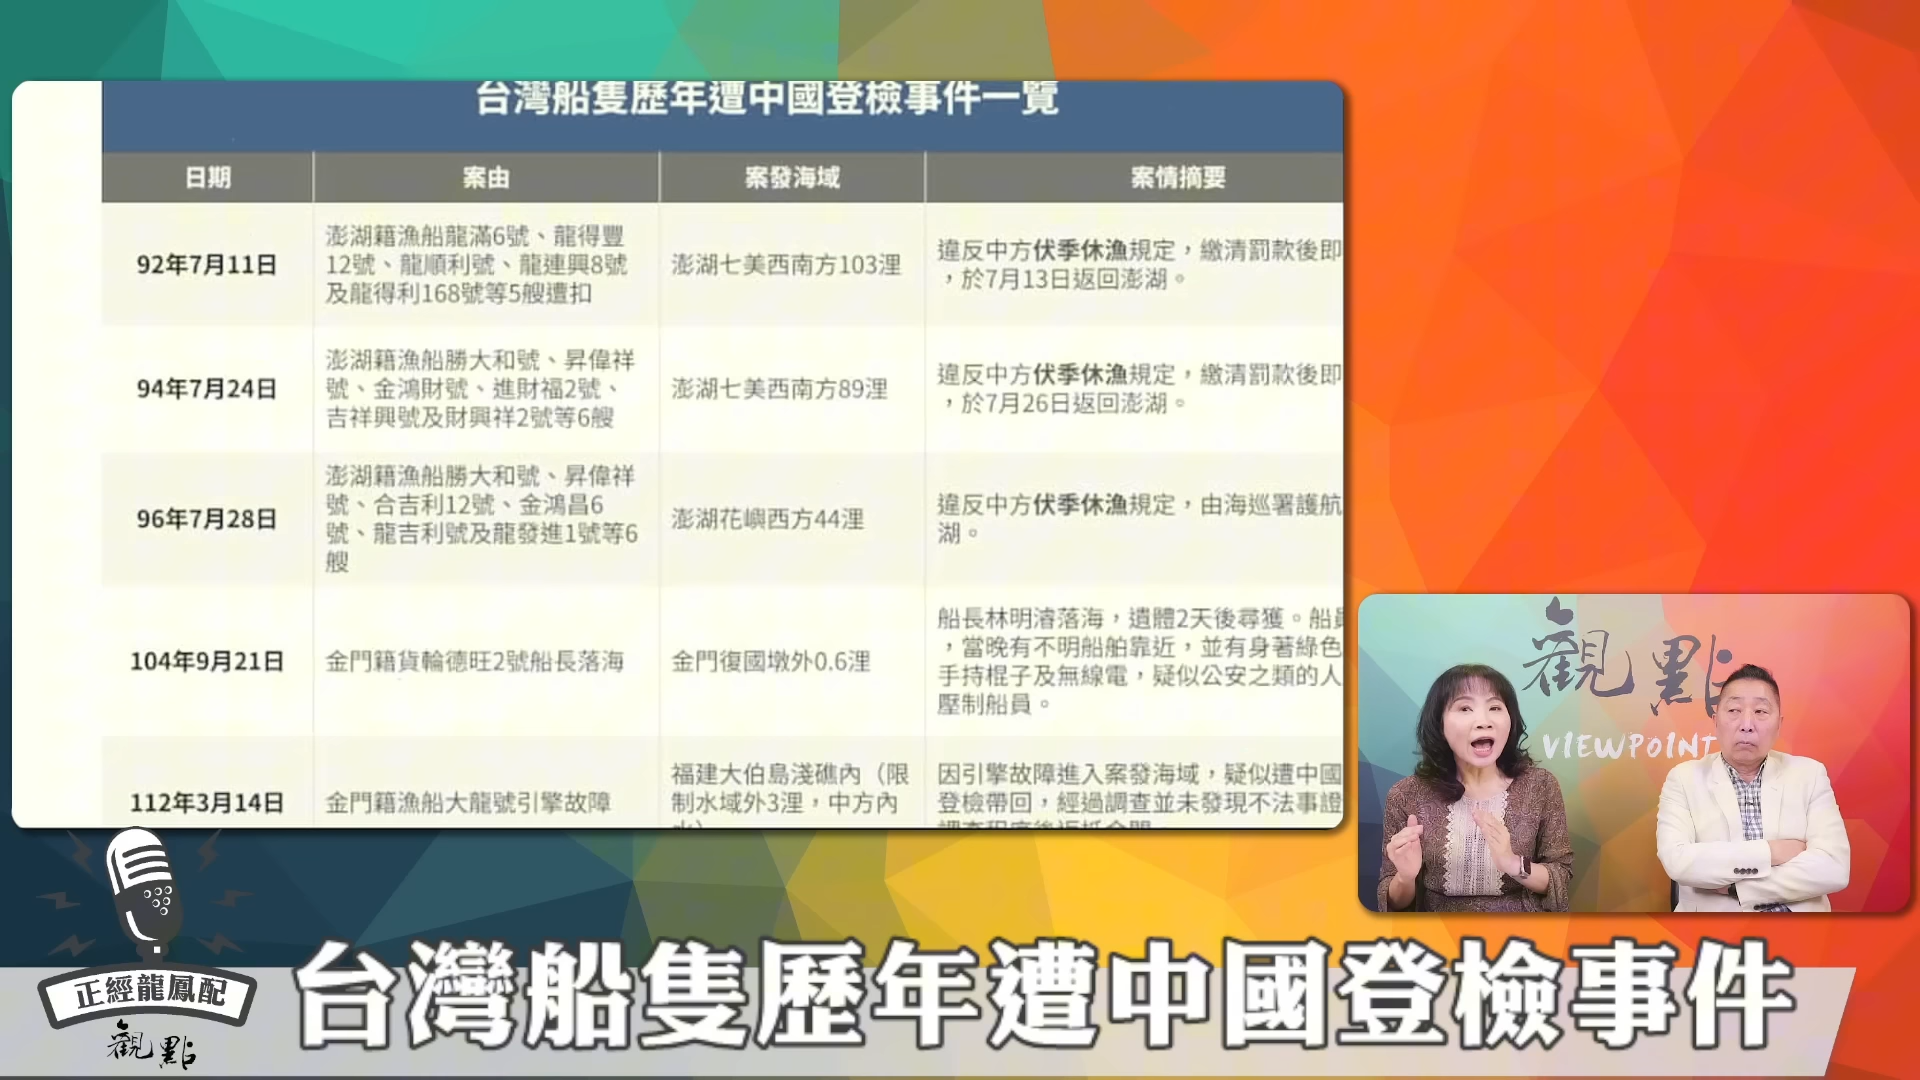 台灣船隻歷年遭中國登檢事件一覽
日期
案由
案發海域
案情摘要
92年7月11日
澎湖籍漁船龍滿6號、龍得豐
12號、龍順利號、龍連興8號
及龍得利168號等5艘遭扣
澎湖七美西南方103浬
違反中方伏季休漁規定，繳清罰款後即
，於7月13日返回澎湖。
94年7月24日
澎湖籍漁船勝大和號、昇偉祥
號、金鴻財號、進財福2號、
吉祥興號及財興祥2號等6艘
澎湖七美西南方89浬
違反中方伏季休漁規定，繳清罰款後即
，於7月26日返回澎湖。
96年7月28日
澎湖籍漁船勝大和號、昇偉祥
號、合吉利12號、金鴻昌6
號、龍吉利號及龍發進1號等6
艘
澎湖花嶼西方44浬
違反中方伏季休漁規定，由海巡署護航
湖。
104年9月21日
金門籍貨輪德旺2號船長落海
金門復國墩外0.6浬
船長林明濬落海，遺體2天後尋獲。船員
，當晚有不明船舶靠近，並有身著綠色
手持棍子及無線電，疑似公安之類的人
壓制船員。
112年3月14日
金門籍漁船大龍號引擎故障
福建大伯島淺礁內（限
制水域外3浬，中方內
因引擎故障進入案發海域，疑似遭中國
登檢帶回，經過調查並未發現不法事證
觀點
VIEWPOINT
正經龍鳳配
觀點
台灣船隻歷年遭中國登檢事件